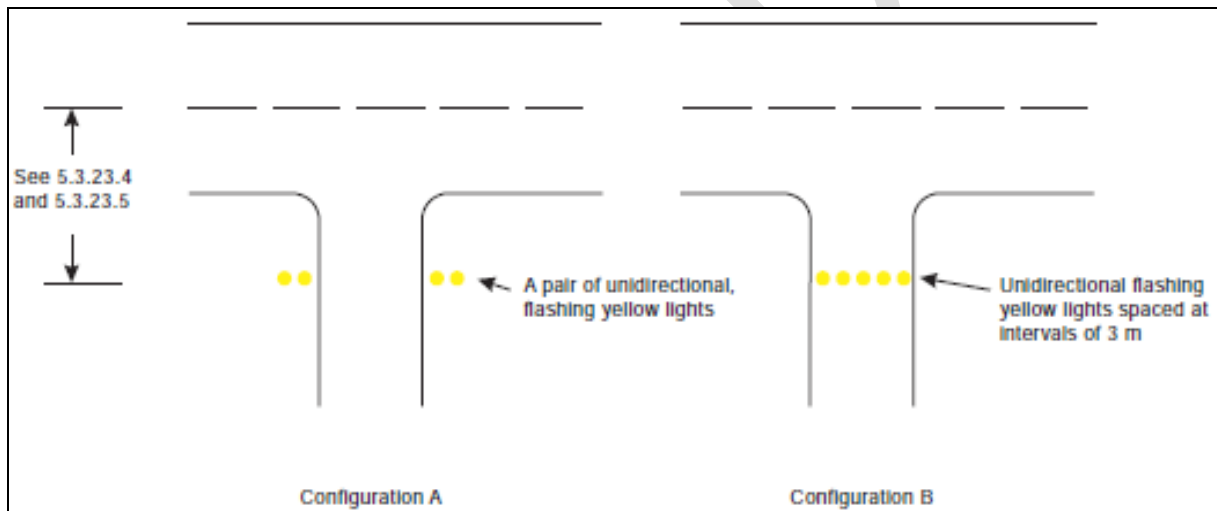 See 5.3.23.4
and 5.3.23.5
A pair of unidirectional,
flashing yellow lights
Unidirectional flashing
yellow lights spaced at
intervals of 3 m
Configuration A
Configuration B